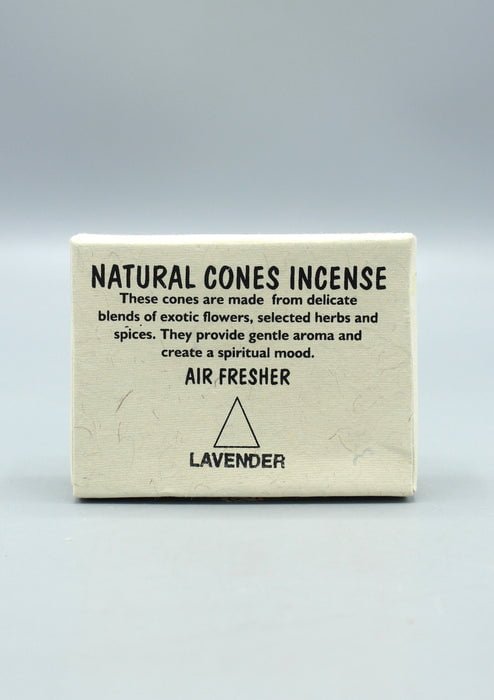 NATURAL CONES INCENSE
These cones are made from delicate
blends of exotic flowers, selected herbs and
spices. They provide gentle aroma and
create a spiritual mood.
AIR FRESHER
LAVENDER